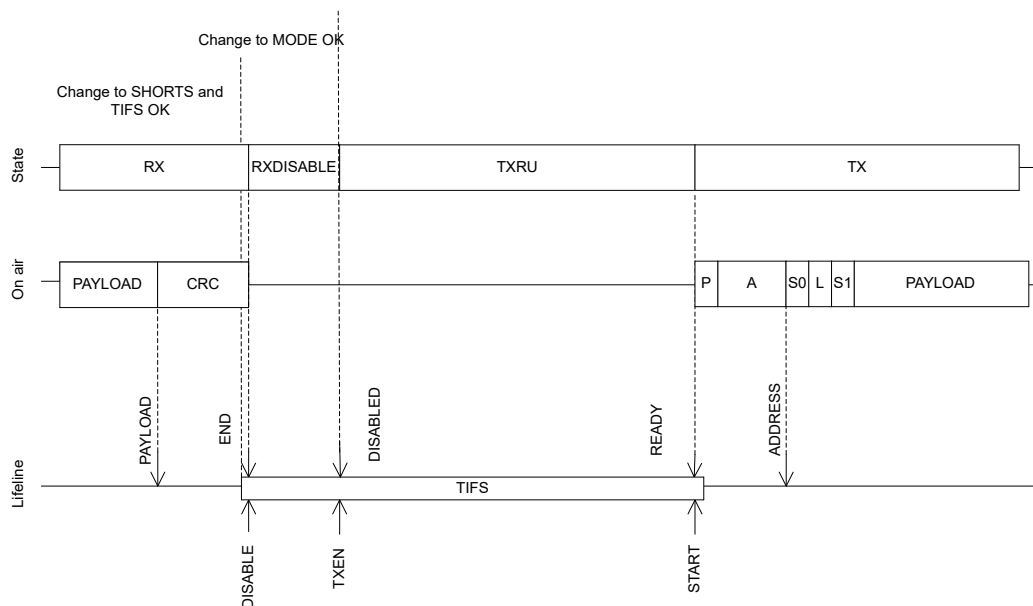 Change to MODE OK
Change to SHORTS and
TIFS OK
State
RX
RXDISABLE
TXRU
TX
On air
PAYLOAD
CRC
P
A
S0
L
S1
PAYLOAD
Lifeline
PAYLOAD
END
DISABLED
READY
ADDRESS
TIFS
DISABLE
TXEN
START